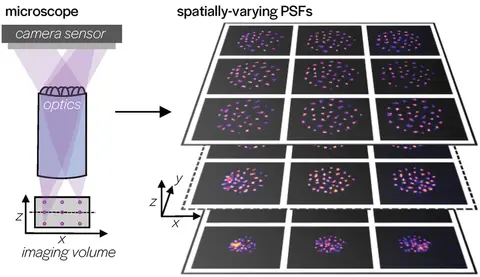 microscope
camera sensor
optics
z
x
imaging volume
spatially-varying PSFs
z
y
x